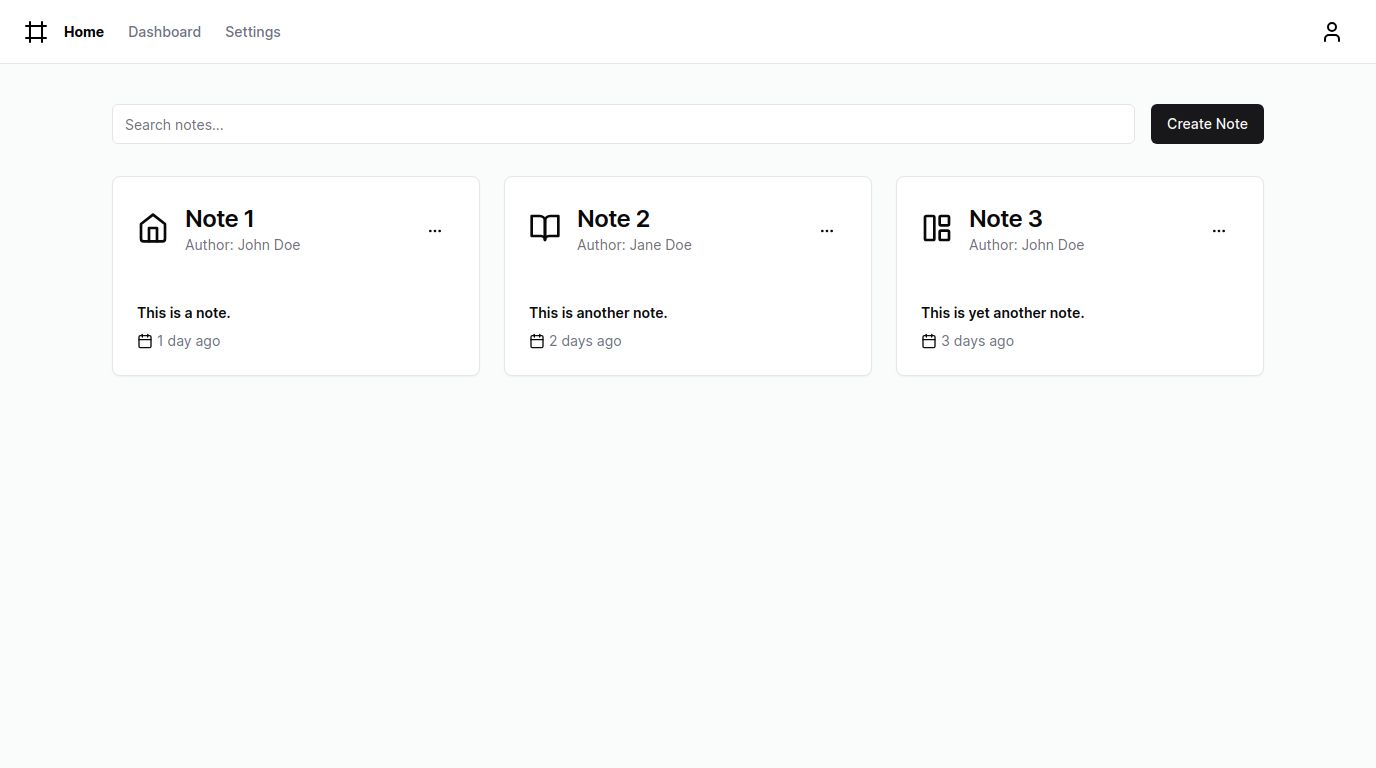 Home Dashboard Settings
Search notes...
Create Note
Note 1
Author: John Doe
This is a note.
1 day ago
Note 2
Author: Jane Doe
This is another note.
2 days ago
Note 3
Author: John Doe
This is yet another note.
3 days ago